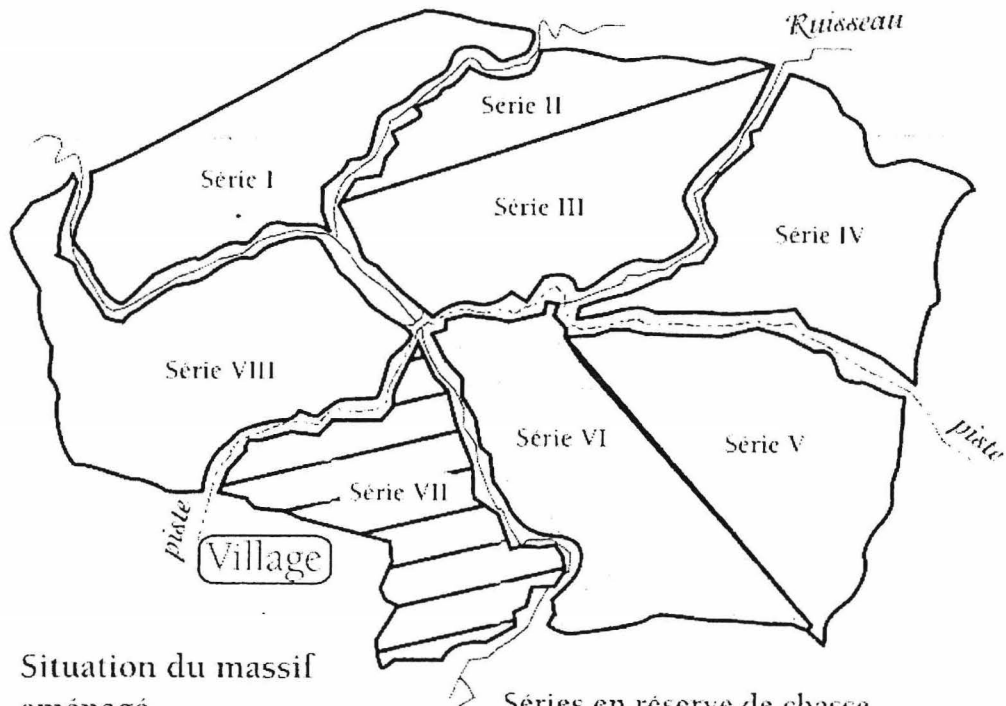 Ruisseau
Serie II
Série I
Série III
Série IV
Série VIII
Série VI
Série V
piste
Série VII
piste
Village
Situation du massif
aménagé
Séries en réserve de chasse